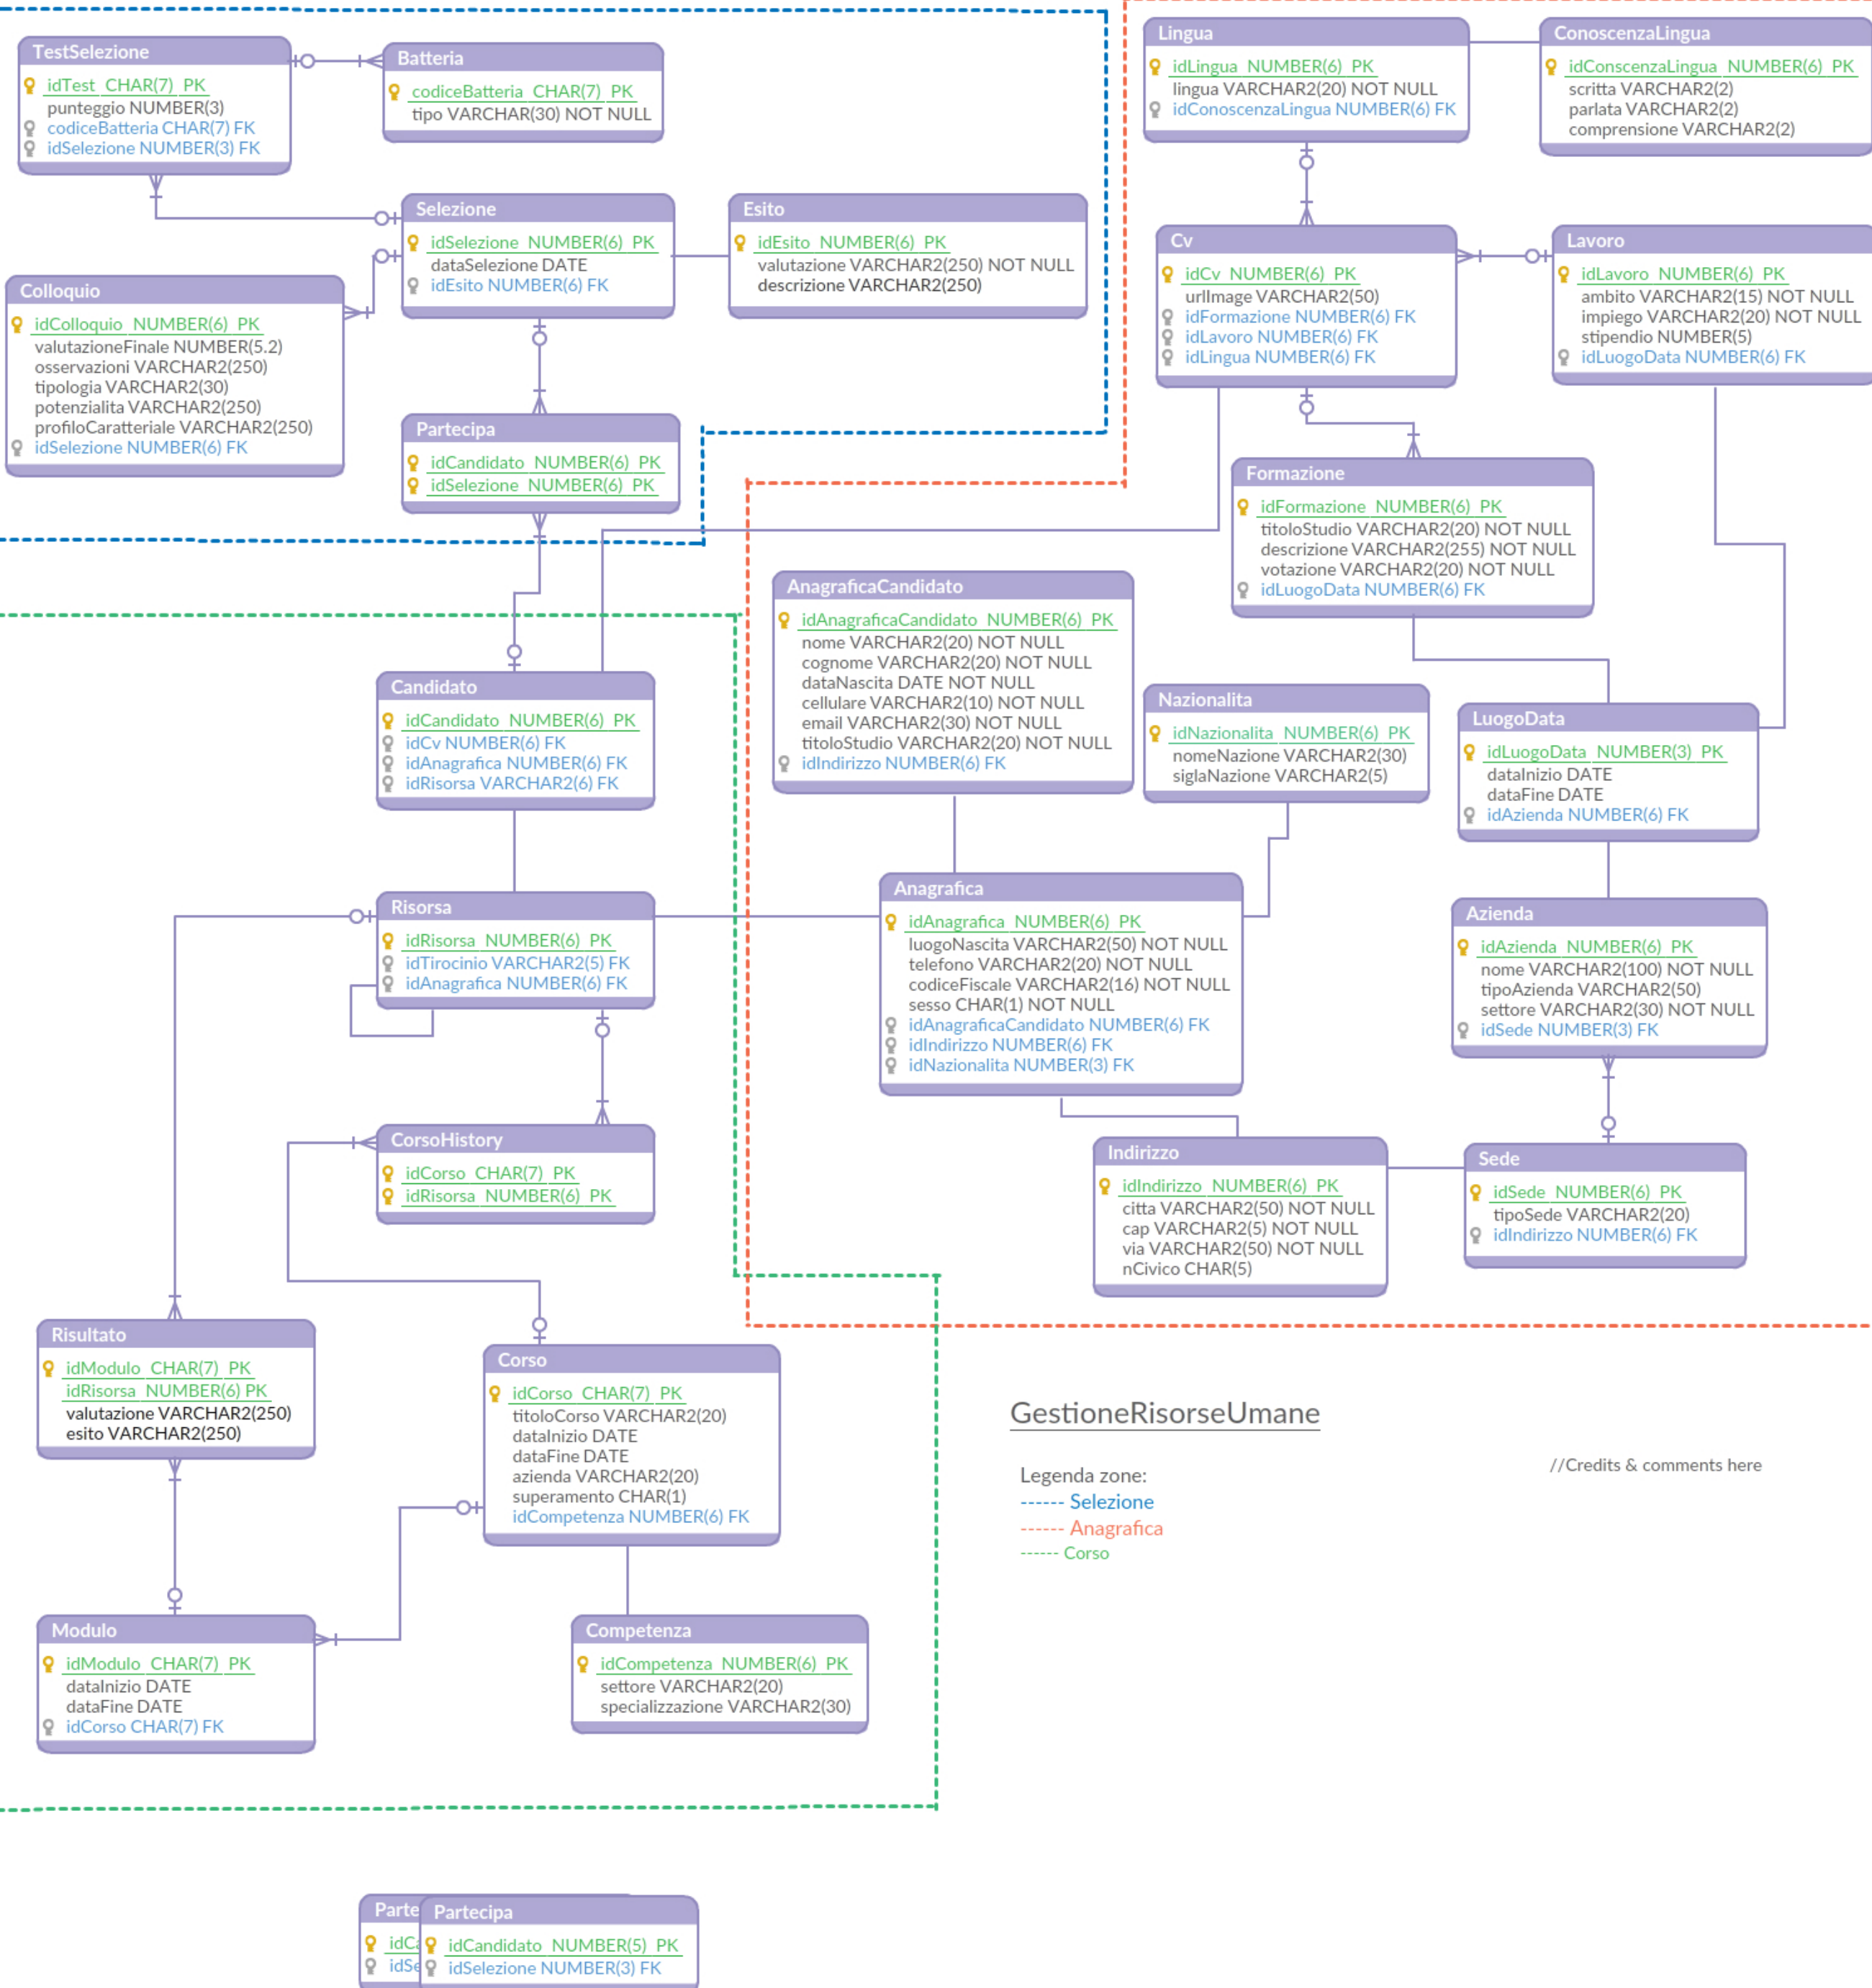 TestSelezione
idTest CHAR(7) PK
punteggio NUMBER(3)
codiceBatteria CHAR(7) FK
idSelezione NUMBER(3) FK
Batteria
codiceBatteria CHAR(7) PK
tipo VARCHAR(30) NOT NULL
Selezione
idSelezione NUMBER(6) PK
dataSelezione DATE
idEsito NUMBER(6) FK
Esito
idEsito NUMBER(6) PK
valutazione VARCHAR2(250) NOT NULL
descrizione VARCHAR2(250)
Colloquio
idColloquio NUMBER(6) PK
valutazioneFinale NUMBER(5.2)
osservazioni VARCHAR2(250)
tipologia VARCHAR2(30)
potenzialita VARCHAR2(250)
profiloCaratteriale VARCHAR2(250)
idSelezione NUMBER(6) FK
Partecipa
idCandidato NUMBER(6) PK
idSelezione NUMBER(6) PK
Lingua
idLingua NUMBER(6) PK
lingua VARCHAR2(20) NOT NULL
idConoscenzaLingua NUMBER(6) FK
ConoscenzaLingua
idConscenzaLingua NUMBER(6) PK
scritta VARCHAR2(2)
parlata VARCHAR2(2)
comprensione VARCHAR2(2)
Cv
idCv NUMBER(6) PK
urlImage VARCHAR2(50)
idFormazione NUMBER(6) FK
idLavoro NUMBER(6) FK
idLingua NUMBER(6) FK
Lavoro
idLavoro NUMBER(6) PK
ambito VARCHAR2(15) NOT NULL
impiego VARCHAR2(20) NOT NULL
stipendio NUMBER(5)
idLuogoData NUMBER(6) FK
Formazione
idFormazione NUMBER(6) PK
titoloStudio VARCHAR2(20) NOT NULL
descrizione VARCHAR2(255) NOT NULL
votazione VARCHAR2(20) NOT NULL
idLuogoData NUMBER(6) FK
AnagraficaCandidato
idAnagraficaCandidato NUMBER(6) PK
nome VARCHAR2(20) NOT NULL
cognome VARCHAR2(20) NOT NULL
dataNascita DATE NOT NULL
cellulare VARCHAR2(10) NOT NULL
email VARCHAR2(30) NOT NULL
titoloStudio VARCHAR2(20) NOT NULL
idIndirizzo NUMBER(6) FK
Nazionalita
idNazionalita NUMBER(6) PK
nomeNazione VARCHAR2(30)
siglaNazione VARCHAR2(5)
LuogoData
idLuogoData NUMBER(3) PK
dataInizio DATE
dataFine DATE
idAzienda NUMBER(6) FK
Candidato
idCandidato NUMBER(6) PK
idCv NUMBER(6) FK
idAnagrafica NUMBER(6) FK
idRisorsa VARCHAR2(6) FK
Risorsa
idRisorsa NUMBER(6) PK
idTirocinio VARCHAR2(5) FK
idAnagrafica NUMBER(6) FK
Anagrafica
idAnagrafica NUMBER(6) PK
luogoNascita VARCHAR2(50) NOT NULL
telefono VARCHAR2(20) NOT NULL
codiceFiscale VARCHAR2(16) NOT NULL
sesso CHAR(1) NOT NULL
idAnagraficaCandidato NUMBER(6) FK
idIndirizzo NUMBER(6) FK
idNazionalita NUMBER(3) FK
Azienda
idAzienda NUMBER(6) PK
nome VARCHAR2(100) NOT NULL
tipoAzienda VARCHAR2(50)
settore VARCHAR2(30) NOT NULL
idSede NUMBER(3) FK
CorsoHistory
idCorso CHAR(7) PK
idRisorsa NUMBER(6) PK
Indirizzo
idIndirizzo NUMBER(6) PK
citta VARCHAR2(50) NOT NULL
cap VARCHAR2(5) NOT NULL
via VARCHAR2(50) NOT NULL
nCivico CHAR(5)
Sede
idSede NUMBER(6) PK
tipoSede VARCHAR2(20)
idIndirizzo NUMBER(6) FK
Risultato
idModulo CHAR(7) PK
idRisorsa NUMBER(6) PK
valutazione VARCHAR2(250)
esito VARCHAR2(250)
Corso
idCorso CHAR(7) PK
titoloCorso VARCHAR2(20)
dataInizio DATE
dataFine DATE
azienda VARCHAR2(20)
superamento CHAR(1)
idCompetenza NUMBER(6) FK
Modulo
idModulo CHAR(7) PK
dataInizio DATE
dataFine DATE
idCorso CHAR(7) FK
Competenza
idCompetenza NUMBER(6) PK
settore VARCHAR2(20)
specializzazione VARCHAR2(30)
GestioneRisorseUmane
Legenda zone:
------ Selezione
------ Anagrafica
------ Corso
//Credits & comments here
Parte
Partecipa
idCandidato NUMBER(5) PK
idSelezione NUMBER(3) FK